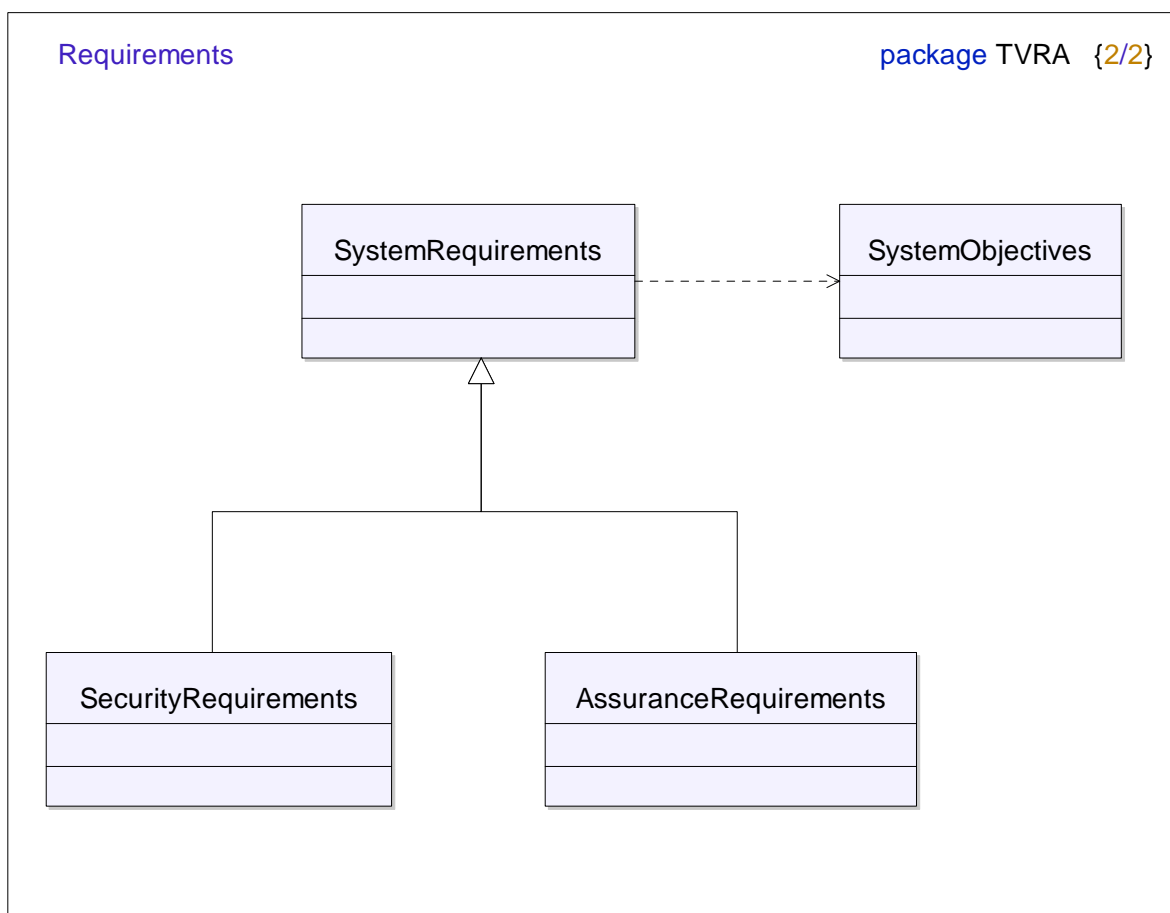 Requirements package TVRA {2/2}
SystemRequirements
SystemObjectives
SecurityRequirements
AssuranceRequirements